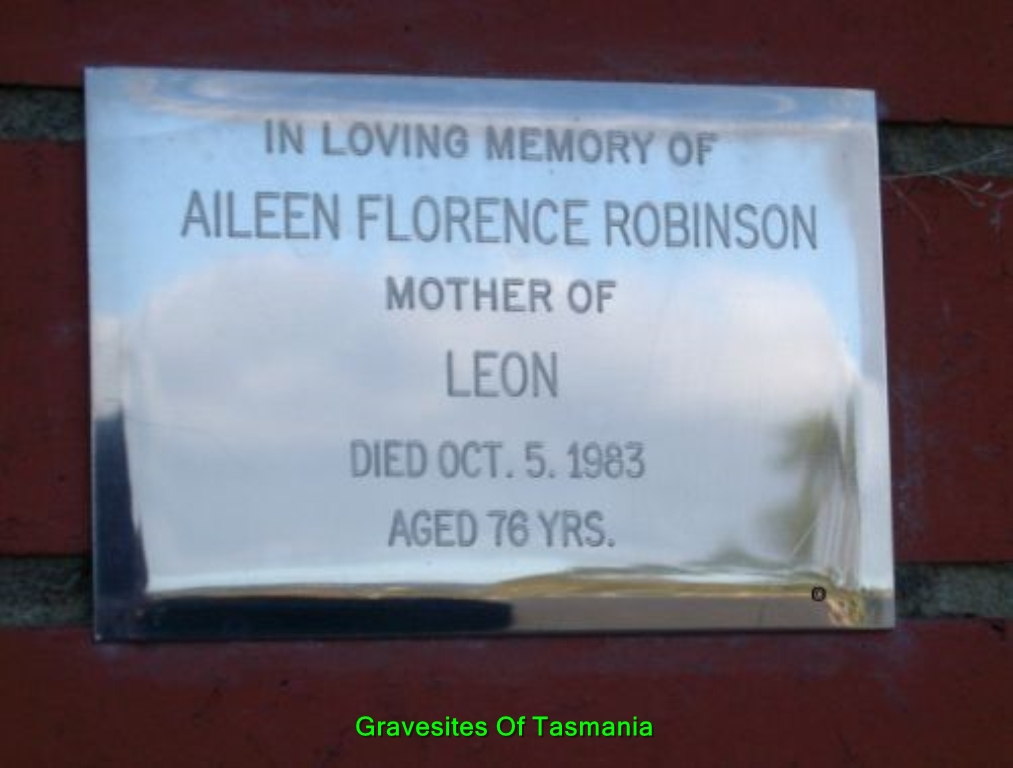 IN LOVING MEMORY OF
AILEEN FLORENCE ROBINSON
MOTHER OF
LEON
DIED OCT. 5. 1983
AGED 76 YRS.
Gravesites Of Tasmania